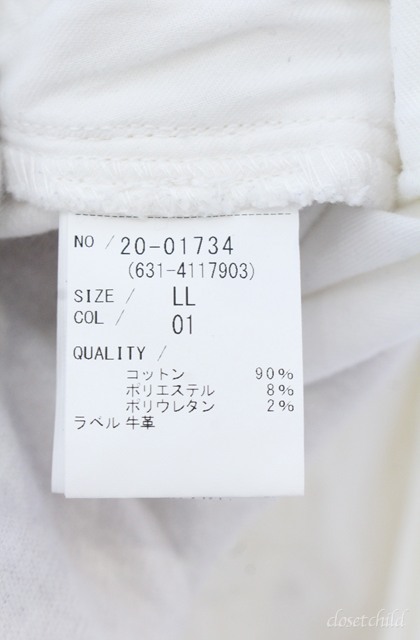 NO / 20-01734
(631-4117903)
SIZE / LL
COL / 01
QUALITY /
コットン 90%
ポリエステル 8%
ポリウレタン 2%
ラベル 牛革
closet child